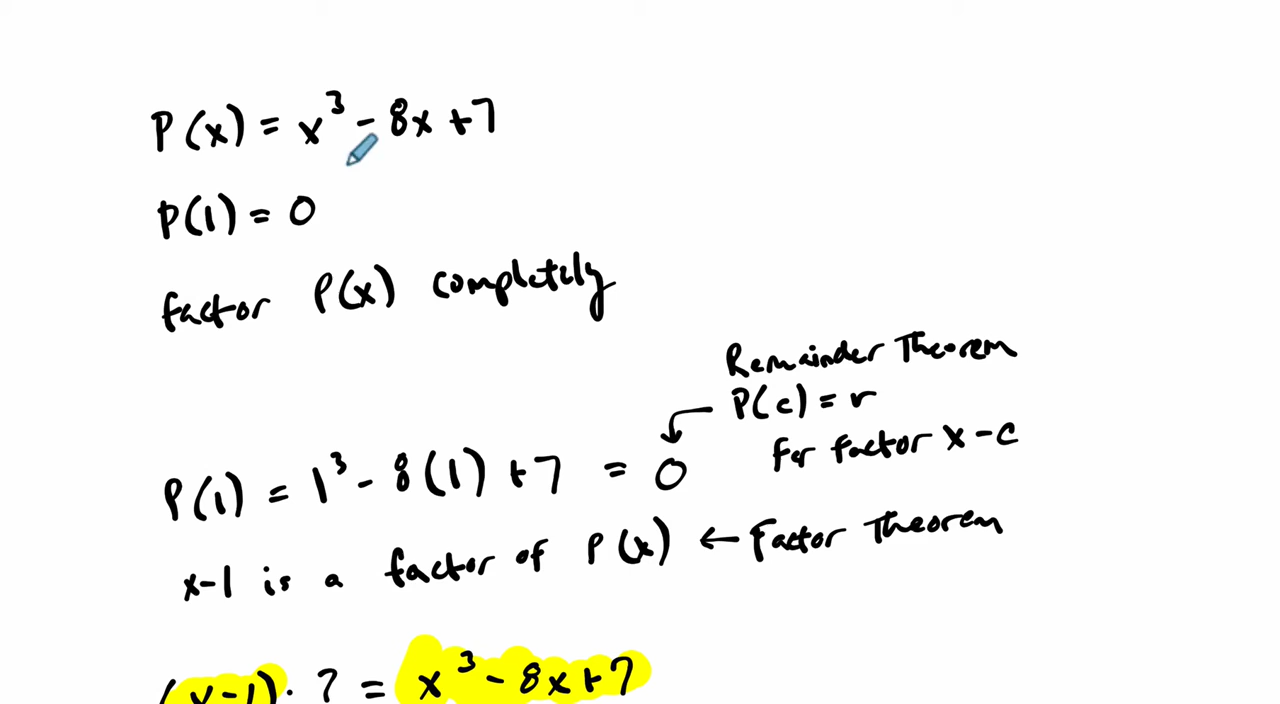 P(x) = x³ - 8x + 7
P(1) = 0
factor P(x) completely
Remainder Theorem
P(c) = r
For factor x - c
P(1) = 1³ - 8(1) + 7 = 0
x-1 is a factor of P(x) ← Factor Theorem
(x-1) · ? = x³ - 8x + 7